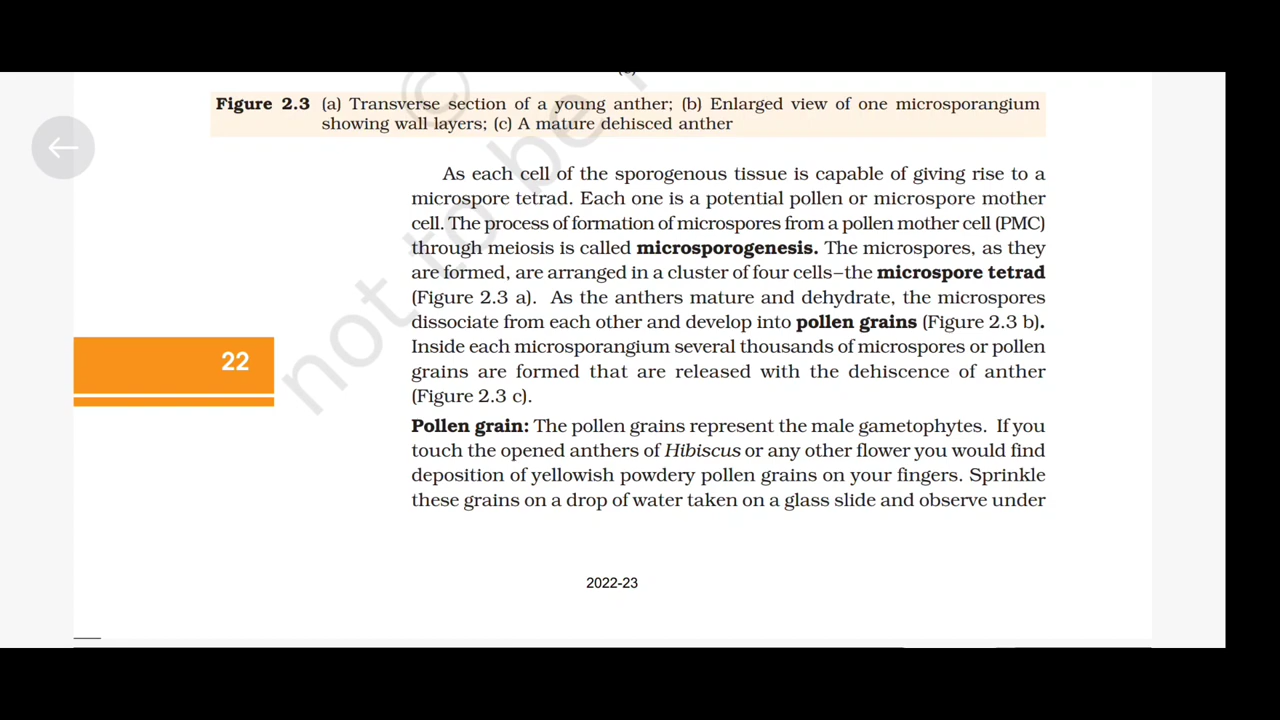 Figure 2.3 (a) Transverse section of a young anther; (b) Enlarged view of one microsporangium
showing wall layers; (c) A mature dehisced anther
As each cell of the sporogenous tissue is capable of giving rise to a
microspore tetrad. Each one is a potential pollen or microspore mother
cell. The process of formation of microspores from a pollen mother cell (PMC)
through meiosis is called microsporogenesis. The microspores, as they
are formed, are arranged in a cluster of four cells–the microspore tetrad
(Figure 2.3 a). As the anthers mature and dehydrate, the microspores
dissociate from each other and develop into pollen grains (Figure 2.3 b).
Inside each microsporangium several thousands of microspores or pollen
grains are formed that are released with the dehiscence of anther
(Figure 2.3 c).
22
Pollen grain: The pollen grains represent the male gametophytes. If you
touch the opened anthers of Hibiscus or any other flower you would find
deposition of yellowish powdery pollen grains on your fingers. Sprinkle
these grains on a drop of water taken on a glass slide and observe under
2022-23
© not to be